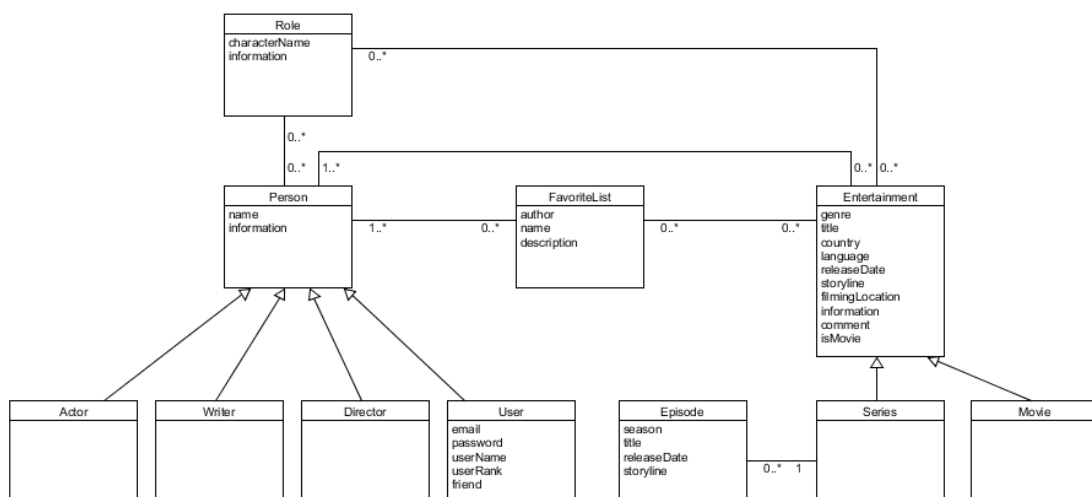 Role
characterName
information
0..*
0..*
0..*
1..*
0..*
0..*
Person
name
information
1..*
0..*
FavoriteList
author
name
description
0..*
0..*
Entertainment
genre
title
country
language
releaseDate
storyline
filmingLocation
information
comment
isMovie
Actor
Writer
Director
User
email
password
userName
userRank
friend
Episode
season
title
releaseDate
storyline
0..*
1
Series
Movie